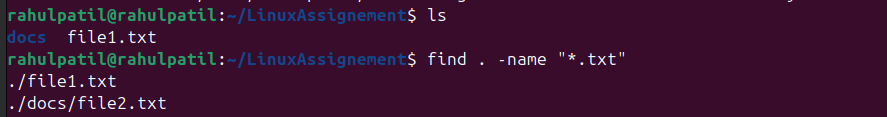 rahulpatil@rahulpatil:~/LinuxAssignement$ ls
docs  file1.txt
rahulpatil@rahulpatil:~/LinuxAssignement$ find . -name "*.txt"
./file1.txt
./docs/file2.txt